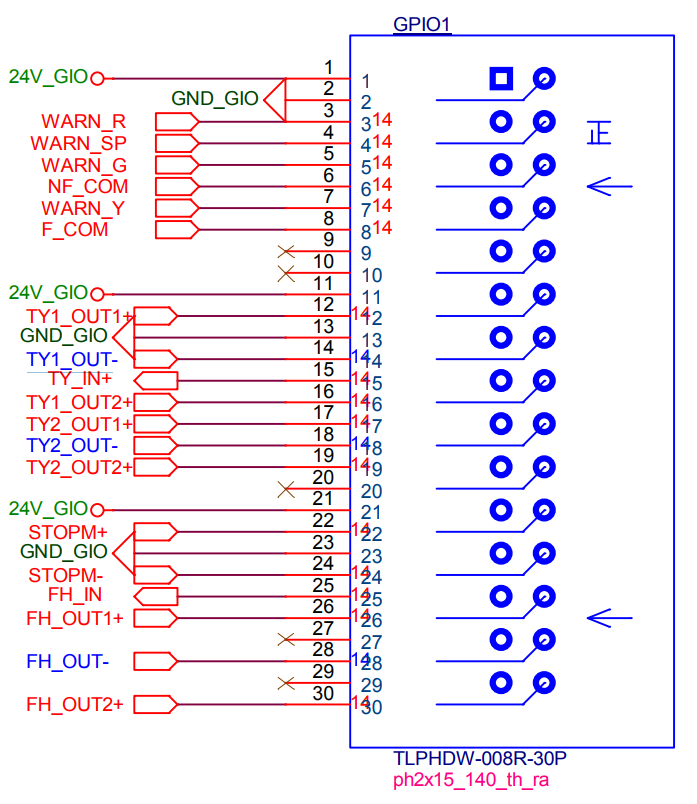 GPIO1
24V_GIO 1 1
GND_GIO 2 2
3
WARN_R 3 14
WARN_SP 4 4 14
WARN_G 5 5 14
NF_COM 6 6 14
WARN_Y 7 7 14
F_COM 8 8 14
9 9
10 10
24V_GIO 11 11
TY1_OUT1+ 12 14 12
GND_GIO 13 13
TY1_OUT- 14 14 14
TY_IN+ 15 14 15
TY1_OUT2+ 16 14 16
TY2_OUT1+ 17 14 17
TY2_OUT- 18 14 18
TY2_OUT2+ 19 14 19
20 20
24V_GIO 21 21
STOPM+ 22 14 22
GND_GIO 23 23
STOPM- 24 14 24
FH_IN 25 14 25
FH_OUT1+ 26 14 26
27 27
FH_OUT- 28 14 28
29 29
FH_OUT2+ 30 14 30
正
TLPHDW-008R-30P
ph2x15_140_th_ra